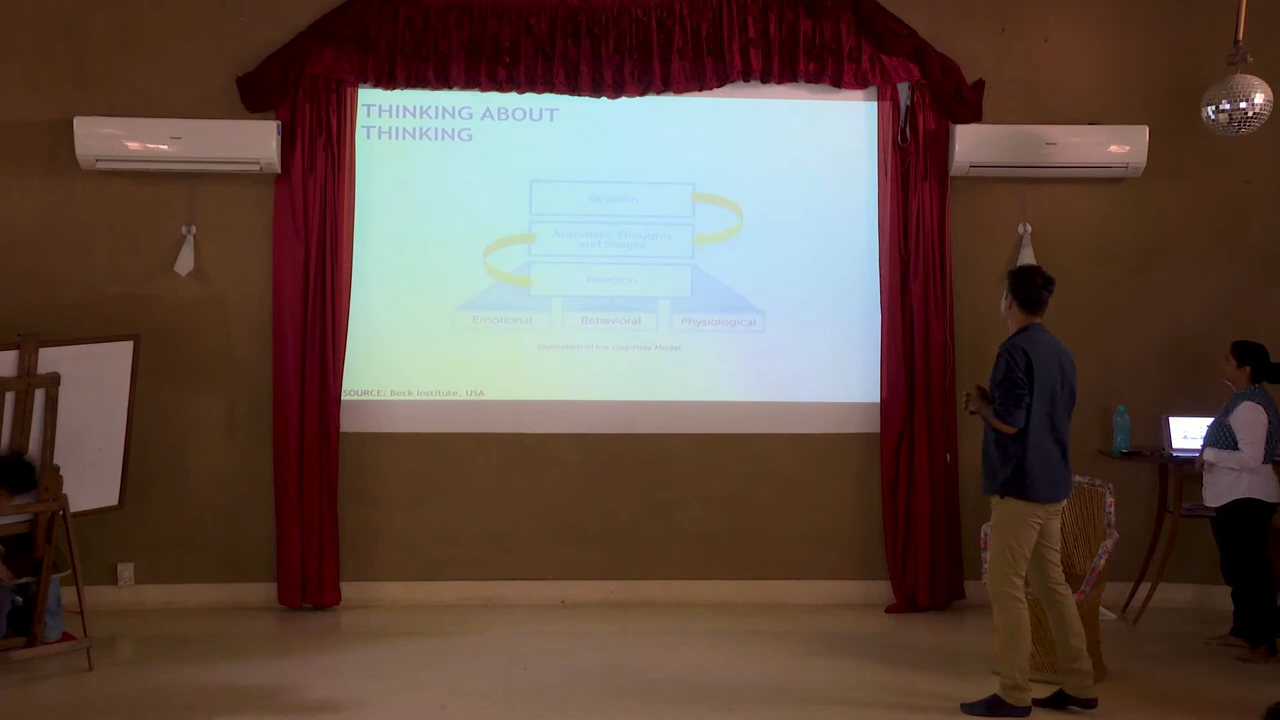 THINKING ABOUT
THINKING
Situation
Automatic Thoughts
and Images
Reaction
Emotional
Behavioral
Physiological
Illustration of the Cognitive Model
SOURCE: Beck Institute, USA